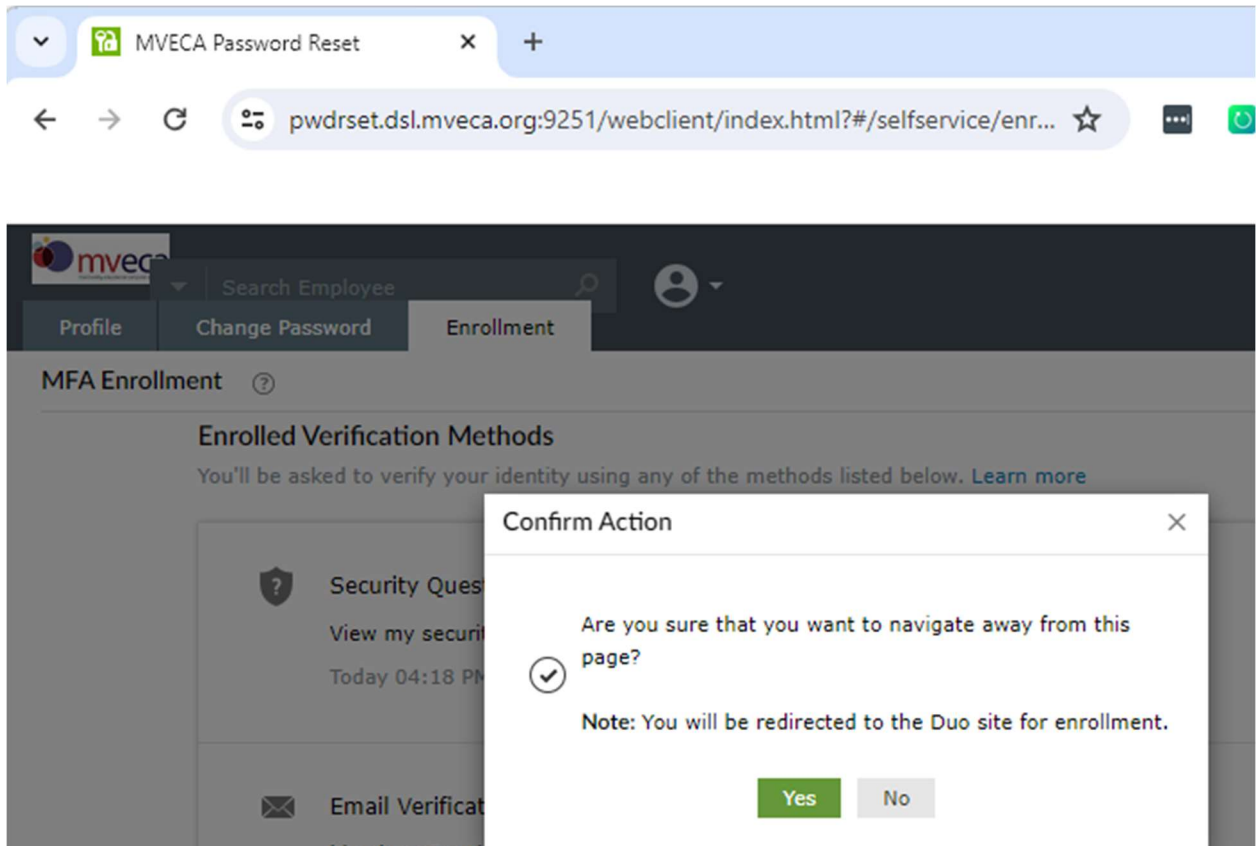 MVECA Password Reset
pwdrset.dsl.mveca.org:9251/webclient/index.html?#/selfservice/enr...
mveca
Search Employee
Profile Change Password Enrollment
MFA Enrollment
Enrolled Verification Methods
You'll be asked to verify your identity using any of the methods listed below. Learn more
Confirm Action
Security Quest
View my securit
Today 04:18 PM
Are you sure that you want to navigate away from this
page?
Note: You will be redirected to the Duo site for enrollment.
Yes No
Email Verificat